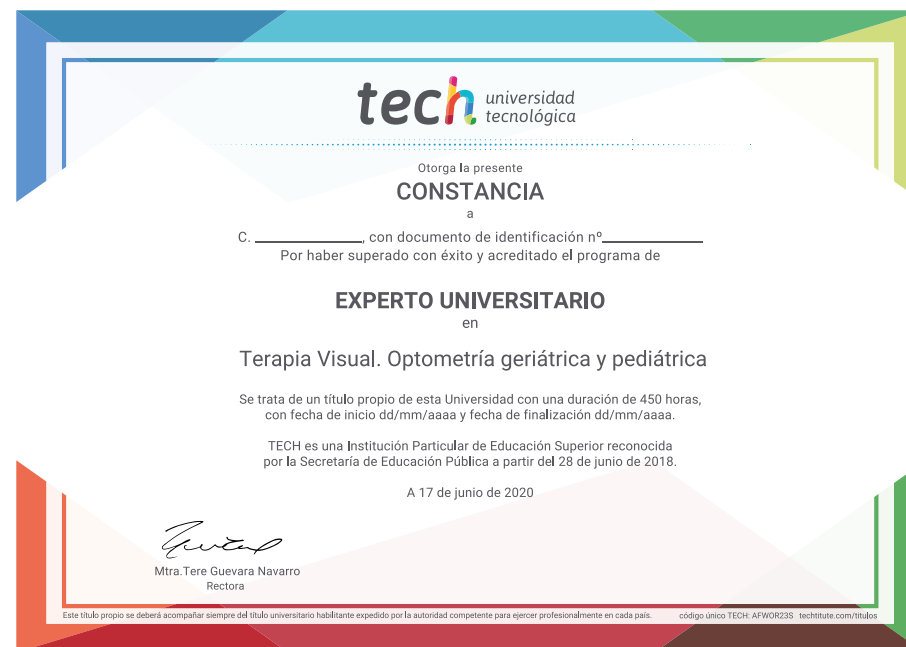 tech universidad
tecnológica
Otorga la presente
CONSTANCIA
a
C. ______________, con documento de identificación nº_____________
Por haber superado con éxito y acreditado el programa de
EXPERTO UNIVERSITARIO
en
Terapia Visual. Optometría geriátrica y pediátrica
Se trata de un título propio de esta Universidad con una duración de 450 horas,
con fecha de inicio dd/mm/aaaa y fecha de finalización dd/mm/aaaa.
TECH es una Institución Particular de Educación Superior reconocida
por la Secretaría de Educación Pública a partir del 28 de junio de 2018.
A 17 de junio de 2020
Mtra.Tere Guevara Navarro
Rectora
Este título propio se deberá acompañar siempre del título universitario habilitante expedido por la autoridad competente para ejercer profesionalmente en cada país. código único TECH: AFWOR23S techtitute.com/títulos